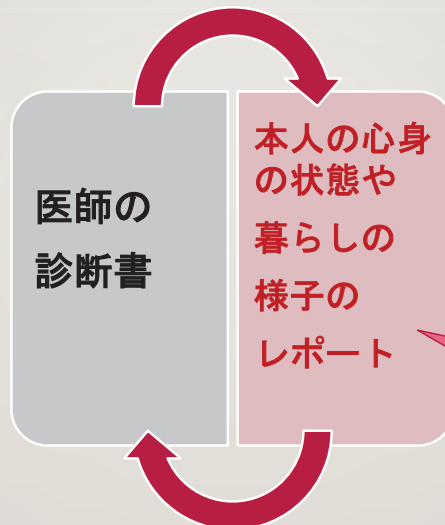 医師の
診断書
本人の心身
の状態や
暮らしの
様子の
レポート